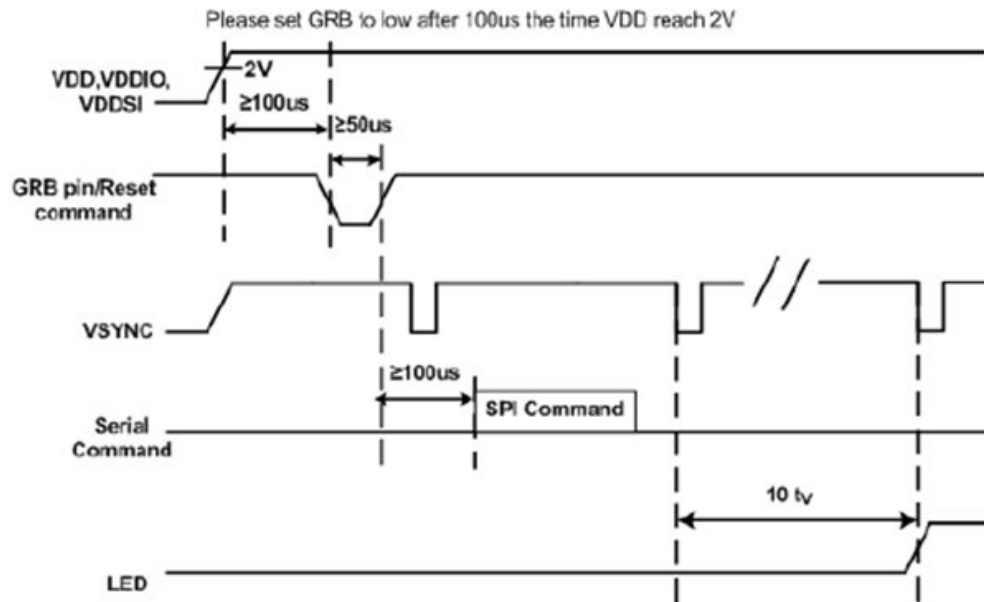 Please set GRB to low after 100us the time VDD reach 2V
VDD,VDDIO,
VDDSI
2V
≥100us
≥50us
GRB pin/Reset
command
VSYNC
≥100us
SPI Command
Serial
Command
10 tv
LED